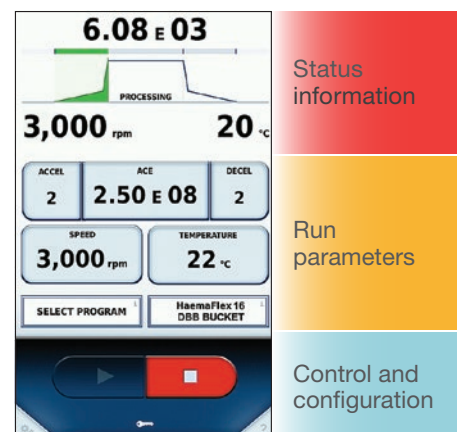 6.08 E 03
PROCESSING
3,000 rpm 20 °C
Status
information
ACCEL ACE DECEL
2 2.50 E 08 2
SPEED TEMPERATURE
3,000 rpm 22 °C
Run
parameters
SELECT PROGRAM HaemaFlex 16
DBB BUCKET
Control and
configuration